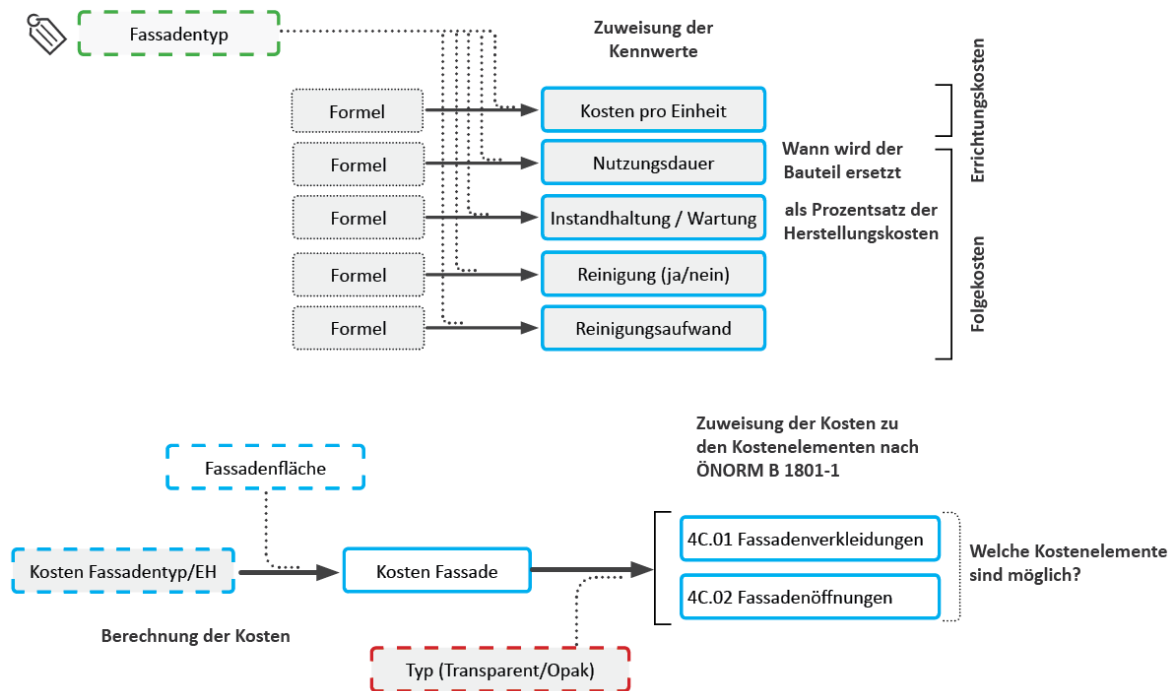 Fassadentyp
Zuweisung der
Kennwerte
Formel
Kosten pro Einheit
Formel
Nutzungsdauer
Wann wird der
Bauteil ersetzt
Formel
Instandhaltung / Wartung
als Prozentsatz der
Herstellungskosten
Formel
Reinigung (ja/nein)
Formel
Reinigungsaufwand
Errichtungskosten
Folgekosten
Zuweisung der Kosten zu
den Kostenelementen nach
ÖNORM B 1801-1
Fassadenfläche
Kosten Fassadentyp/EH
Kosten Fassade
4C.01 Fassadenverkleidungen
4C.02 Fassadenöffnungen
Welche Kostenelemente
sind möglich?
Berechnung der Kosten
Typ (Transparent/Opak)